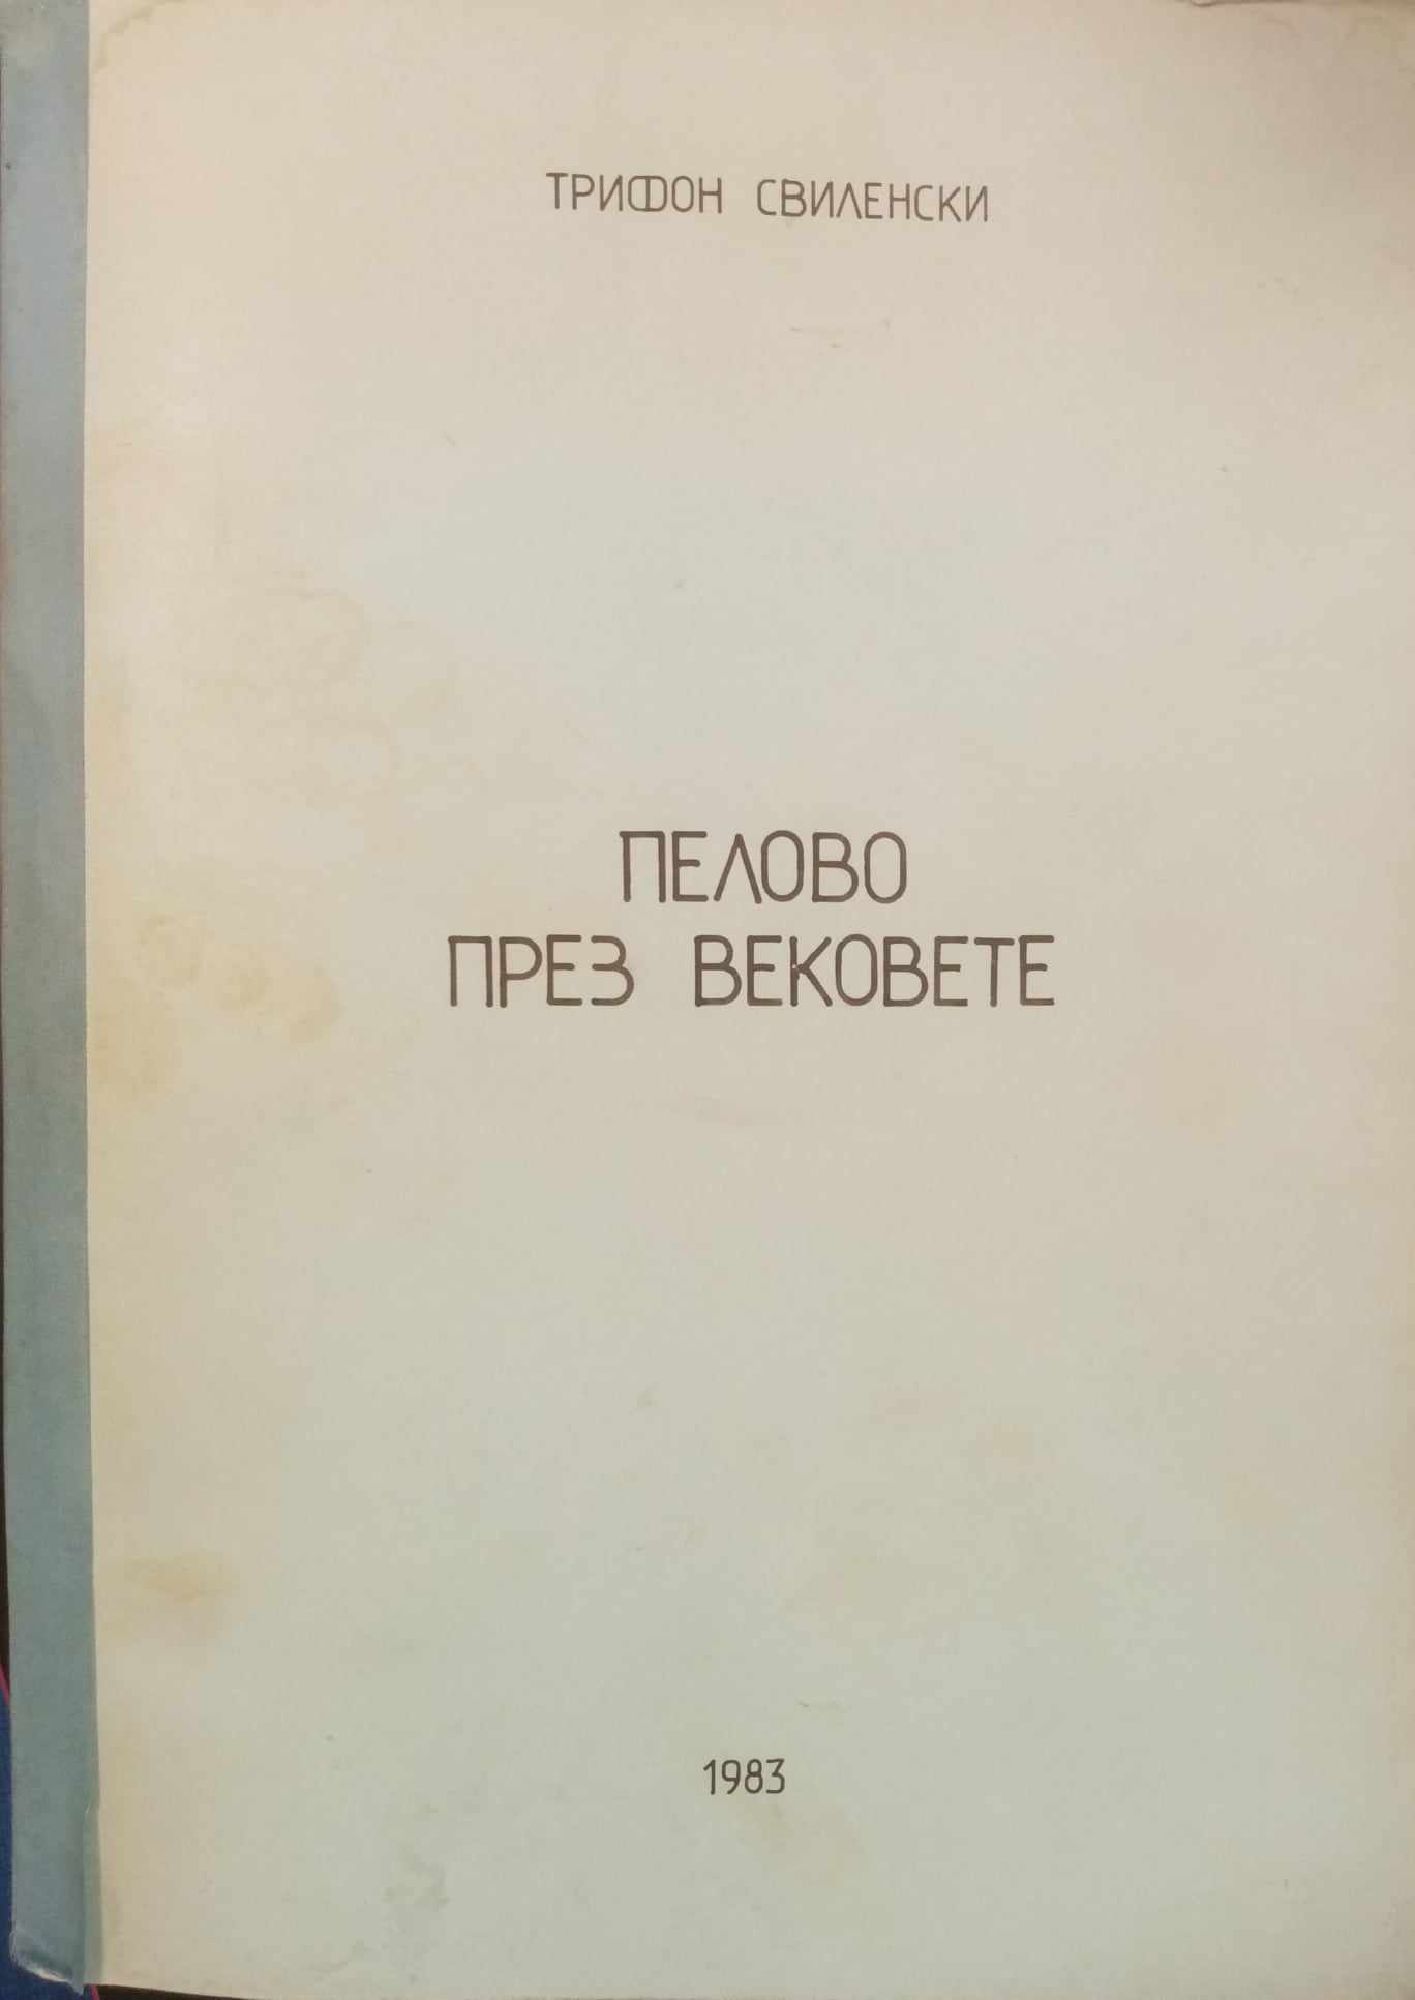 ТРИФОН СВИЛЕНСКИ
ПЕЛОВО
ПРЕЗ ВЕКОВЕТЕ
1983